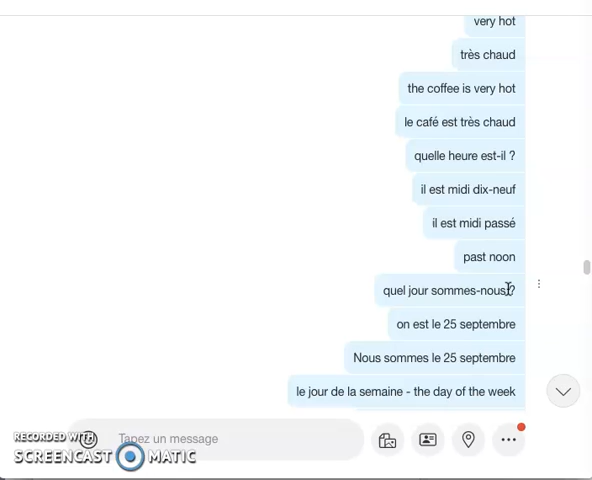 very hot
très chaud
the coffee is very hot
le café est très chaud
quelle heure est-il ?
il est midi dix-neuf
il est midi passé
past noon
quel jour sommes-nous ?
on est le 25 septembre
Nous sommes le 25 septembre
le jour de la semaine - the day of the week
Tapez un message
RECORDED WITH
SCREENCAST MATIC